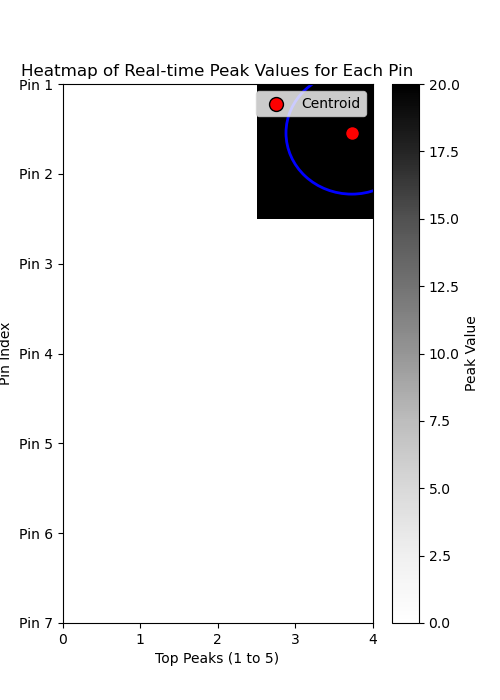 Heatmap of Real-time Peak Values for Each Pin
Centroid
Pin 1
Pin 2
Pin 3
Pin 4
Pin 5
Pin 6
Pin 7
Pin Index
0 1 2 3 4
Top Peaks (1 to 5)
20.0
17.5
15.0
12.5
10.0
7.5
5.0
2.5
0.0
Peak Value